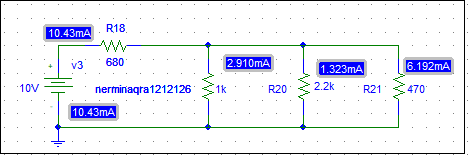 10.43mA R18
680
2.910mA 1.323mA 6.192mA
+ v3
10V nerminaqra1212126 1k R20 2.2k R21 470
-
10.43mA